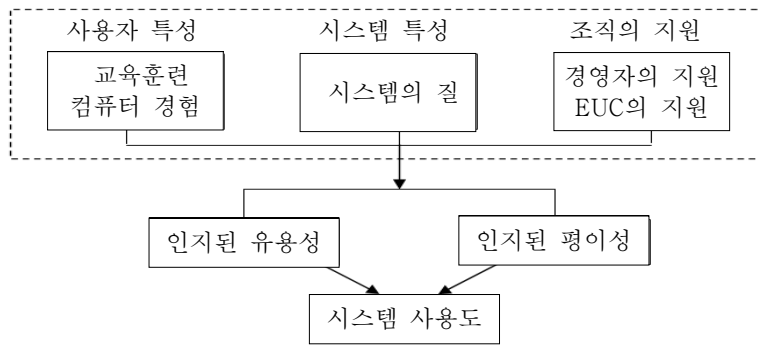 사용자 특성
시스템 특성
조직의 지원
교육훈련
컴퓨터 경험
시스템의 질
경영자의 지원
EUC의 지원
인지된 유용성
인지된 평이성
시스템 사용도